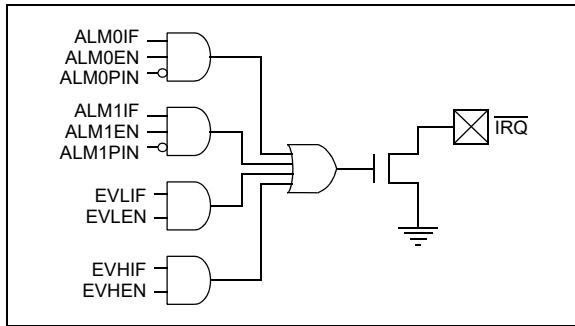 ALM0IF
ALM0EN
ALM0PIN
ALM1IF
ALM1EN
ALM1PIN
IRQ
EVLIF
EVLEN
EVHIF
EVHEN